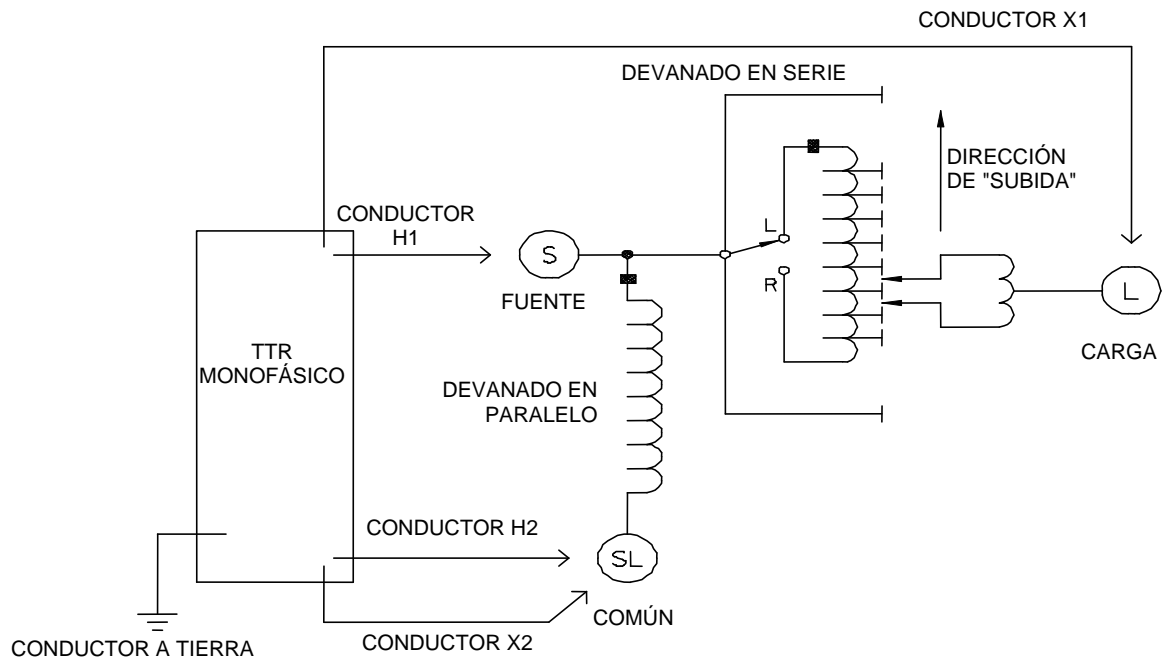 CONDUCTOR X1
DEVANADO EN SERIE
DIRECCIÓN
DE "SUBIDA"
CONDUCTOR
H1
L
R
S
FUENTE
L
CARGA
TTR
MONOFÁSICO
DEVANADO EN
PARALELO
CONDUCTOR H2
SL
COMÚN
CONDUCTOR X2
CONDUCTOR A TIERRA